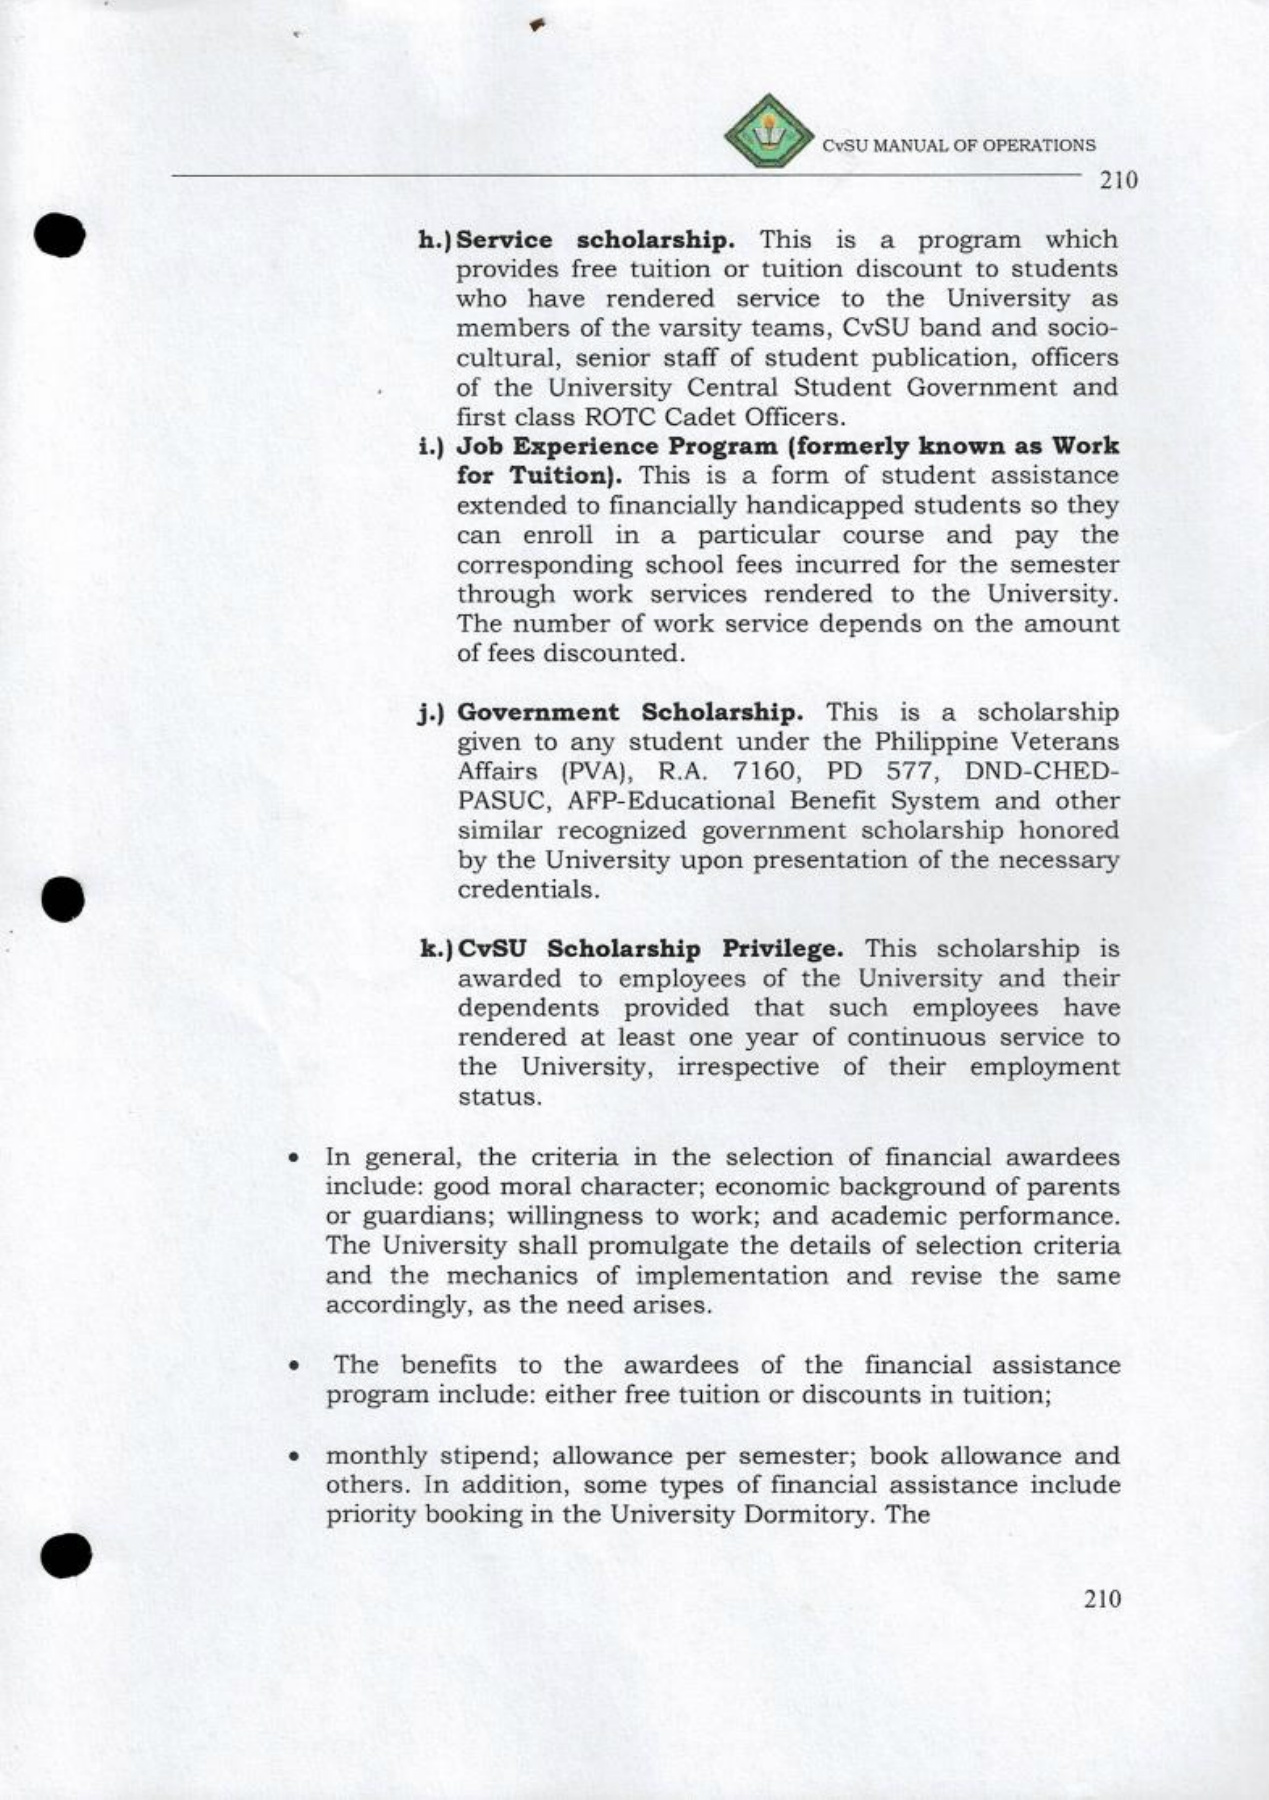 CvSU MANUAL OF OPERATIONS
210
h.) Service scholarship. This is a program which
provides free tuition or tuition discount to students
who have rendered service to the University as
members of the varsity teams, CvSU band and socio-
cultural, senior staff of student publication, officers
of the University Central Student Government and
first class ROTC Cadet Officers.
i.) Job Experience Program (formerly known as Work
for Tuition). This is a form of student assistance
extended to financially handicapped students so they
can enroll in a particular course and pay the
corresponding school fees incurred for the semester
through work services rendered to the University.
The number of work service depends on the amount
of fees discounted.
j.) Government Scholarship. This is a scholarship
given to any student under the Philippine Veterans
Affairs (PVA), R.A. 7160, PD 577, DND-CHED-
PASUC, AFP-Educational Benefit System and other
similar recognized government scholarship honored
by the University upon presentation of the necessary
credentials.
k.) CvSU Scholarship Privilege. This scholarship is
awarded to employees of the University and their
dependents provided that such employees have
rendered at least one year of continuous service to
the University, irrespective of their employment
status.
• In general, the criteria in the selection of financial awardees
include: good moral character; economic background of parents
or guardians; willingness to work; and academic performance.
The University shall promulgate the details of selection criteria
and the mechanics of implementation and revise the same
accordingly, as the need arises.
• The benefits to the awardees of the financial assistance
program include: either free tuition or discounts in tuition;
• monthly stipend; allowance per semester; book allowance and
others. In addition, some types of financial assistance include
priority booking in the University Dormitory. The
210